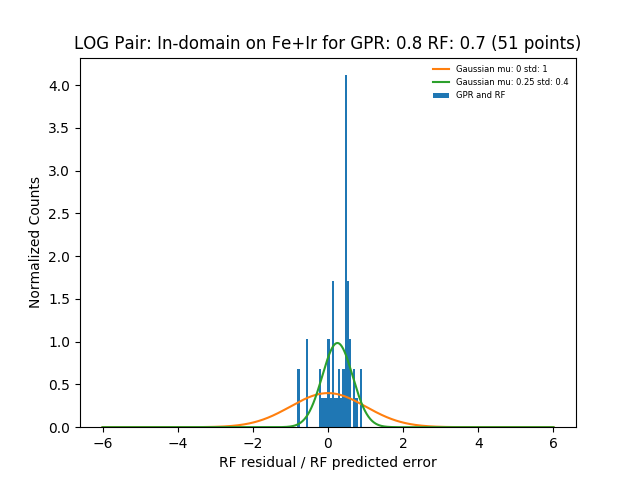 LOG Pair: In-domain on Fe+Ir for GPR: 0.8 RF: 0.7 (51 points)
Gaussian mu: 0 std: 1
Gaussian mu: 0.25 std: 0.4
GPR and RF
Normalized Counts
4.0
3.5
3.0
2.5
2.0
1.5
1.0
0.5
0.0
−6 −4 −2 0 2 4 6
RF residual / RF predicted error